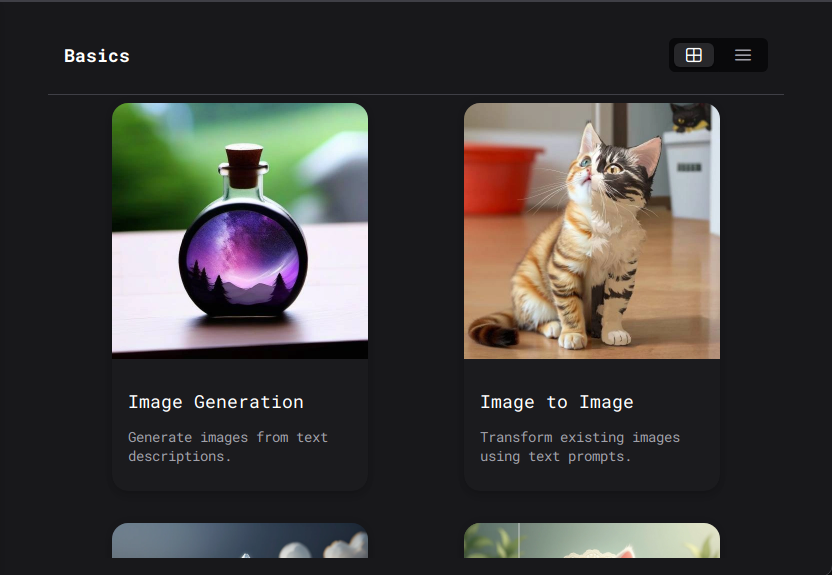 Basics
Image Generation
Generate images from text
descriptions.
Image to Image
Transform existing images
using text prompts.